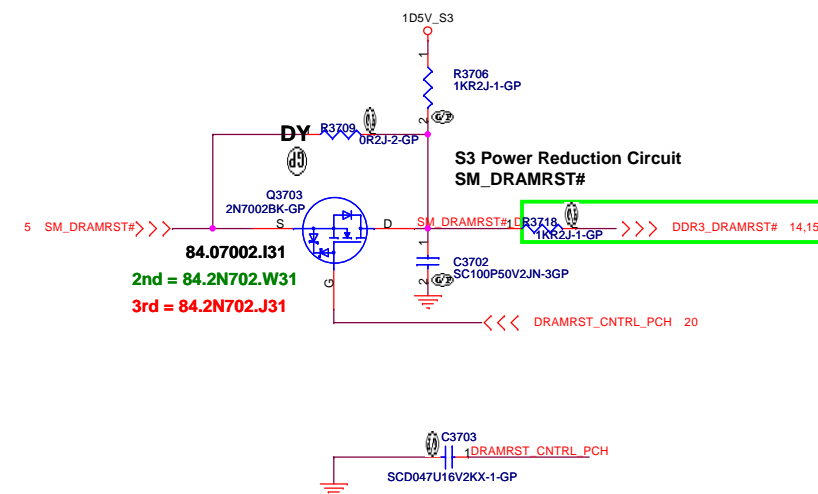 1D5V_S3
1
R3706
1KR2J-1-GP
2
DY
R3709
0R2J-2-GP
S3 Power Reduction Circuit
SM_DRAMRST#
Q3703
2N7002BK-GP
5 SM_DRAMRST#
S
D
G
1
R3718
1KR2J-1-GP
DDR3_DRAMRST# 14,15
84.07002.I31
2nd = 84.2N702.W31
3rd = 84.2N702.J31
1
C3702
SC100P50V2JN-3GP
2
DRAMRST_CNTRL_PCH 20
C3703
1
DRAMRST_CNTRL_PCH
SCD047U16V2KX-1-GP